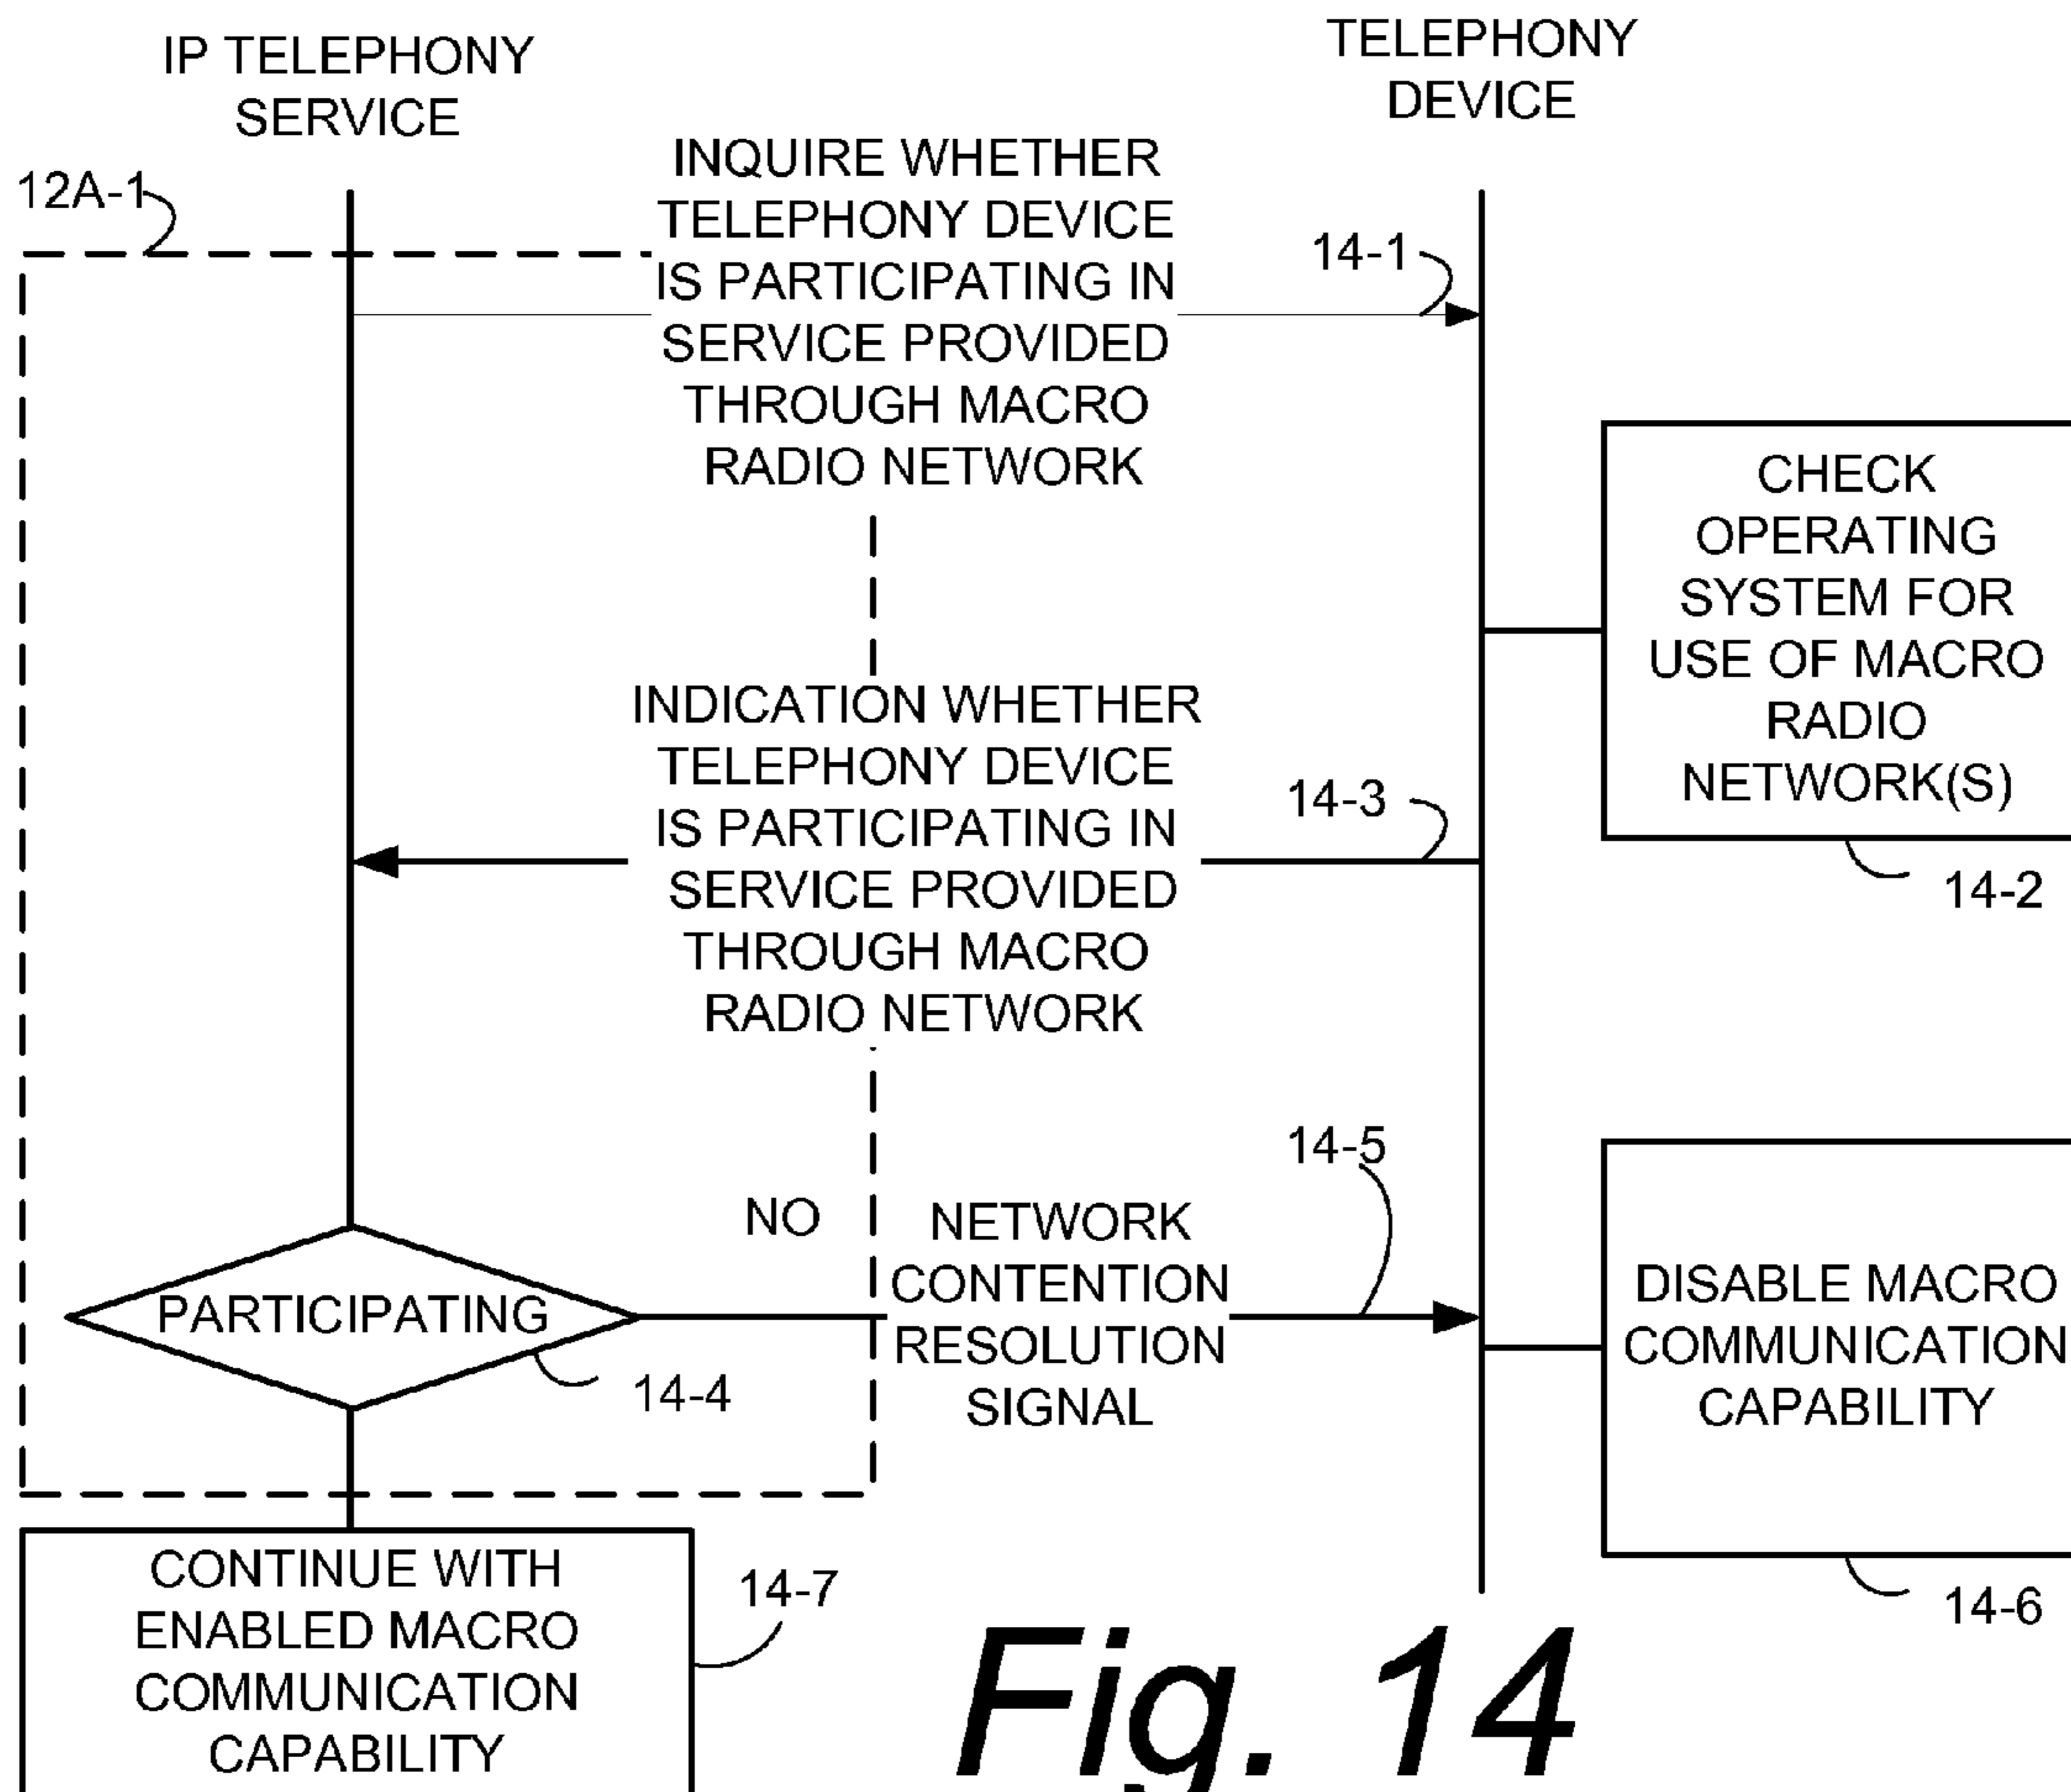 IP TELEPHONY
SERVICE
TELEPHONY
DEVICE
12A-1
INQUIRE WHETHER
TELEPHONY DEVICE
IS PARTICIPATING IN
SERVICE PROVIDED
THROUGH MACRO
RADIO NETWORK
14-1
CHECK
OPERATING
SYSTEM FOR
USE OF MACRO
RADIO
NETWORK(S)
14-2
INDICATION WHETHER
TELEPHONY DEVICE
IS PARTICIPATING IN
SERVICE PROVIDED
THROUGH MACRO
RADIO NETWORK
14-3
PARTICIPATING
14-4
NO
NETWORK
CONTENTION
RESOLUTION
SIGNAL
14-5
DISABLE MACRO
COMMUNICATION
CAPABILITY
14-6
CONTINUE WITH
ENABLED MACRO
COMMUNICATION
CAPABILITY
14-7
Fig. 14